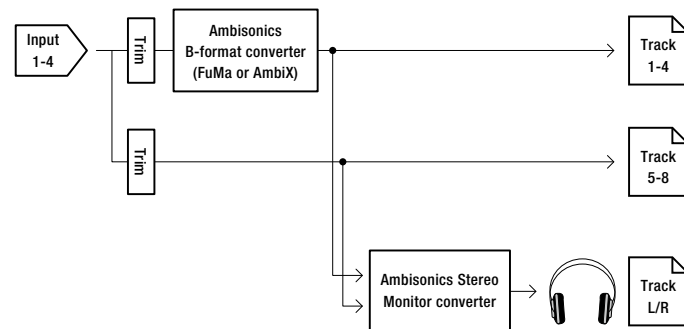 Input
1-4
Trim
Ambisonics
B-format converter
(FuMa or AmbiX)
Track
1-4
Trim
Track
5-8
Ambisonics Stereo
Monitor converter
Track
L/R